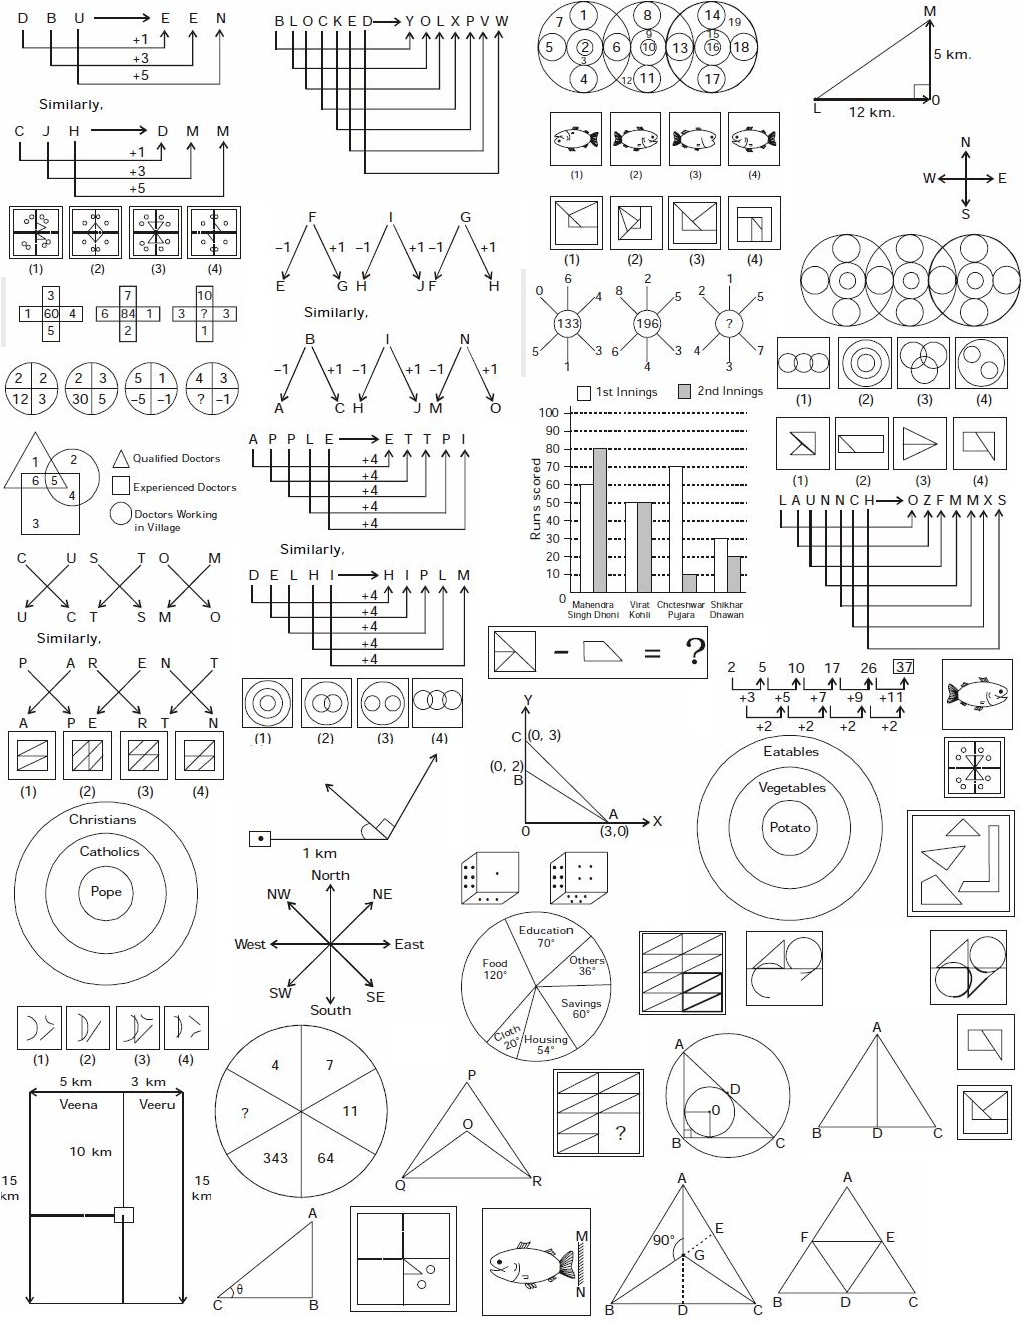 D B U E E N
+1
+3
+5
Similarly,
C J H D M M
+1
+3
+5
(1) (2) (3) (4)
3 7 10
1 60 4 6 84 1 3 ? 3
5 2 1
2 2 2 3 5 1 4 3
12 3 30 5 -5 -1 ? -1
1 2
6 5
4
3
Qualified Doctors
Experienced Doctors
Doctors Working
in Village
C U S T O M
U C T S M O
Similarly,
P A R E N T
A P E R T N
(1) (2) (3) (4)
Christians
Catholics
Pope
(1) (2) (3) (4)
5 km 3 km
Veena Veeru
10 km
15 km
15 km
B L O C K E D Y O L X P V W
F I G
-1 +1 -1 +1 -1 +1
E G H J F H
Similarly,
B I N
-1 +1 -1 +1 -1 +1
A C H J M O
A P P L E E T T P I
+4
+4
+4
+4
+4
Similarly,
D E L H I H I P L M
+4
+4
+4
+4
+4
(1) (2) (3) (4)
1 km
North
NW NE
West East
SW SE
South
4 7
? 11
343 64
A
θ
C B
7 1 8 14 19
9 15
5 2 6 10 13 16 18
3
4 12 11 17
(1) (2) (3) (4)
(1) (2) (3) (4)
6 2 1
0 4 8 5 2 5
133 196 ?
5 3 6 3 4 7
1 4 3
1st Innings 2nd Innings
Runs scored
100
90
80
70
60
50
40
30
20
10
0
Mahendra Virat Chcteshwar Shikhar
Singh Dhoni Kohli Pujara Dhawan
- = ?
Y
C (0, 3)
(0, 2)
B
A
0 (3,0) X
Education
70°
Food
120°
Others
36°
Savings
60°
Cloth
20°
Housing
54°
P
O
Q R
?
M
N
M
5 km.
L 0
12 km.
N
W E
S
(1) (2) (3) (4)
(1) (2) (3) (4)
L A U N N C H O Z F M M X S
2 5 10 17 26 37
+3 +5 +7 +9 +11
+2 +2 +2 +2
Eatables
Vegetables
Potato
A
D
O
B C
A
B D C
A
E
90°
G
B D C
A
F E
B D C